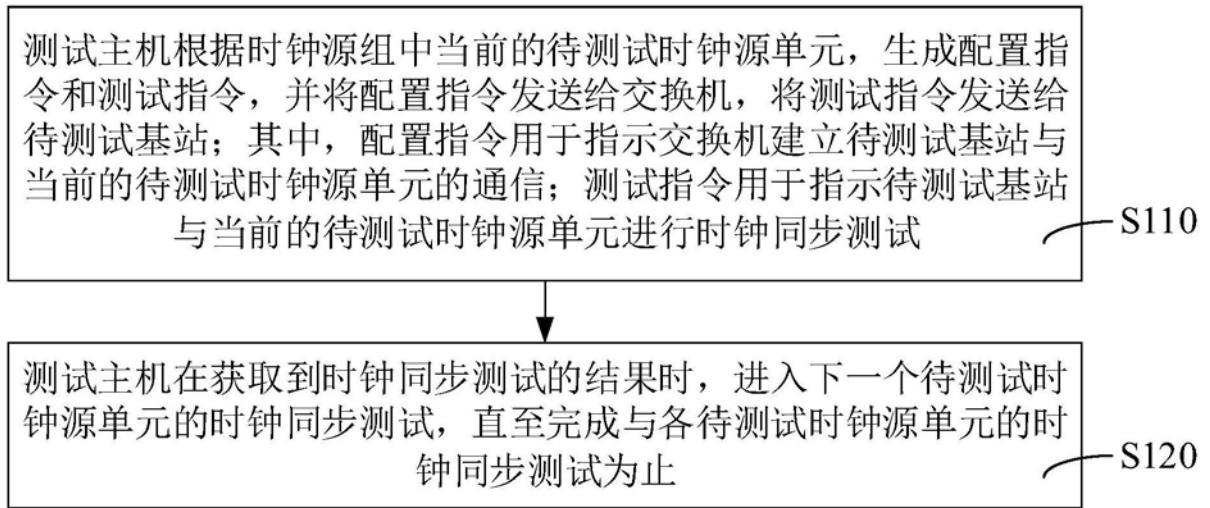 测试主机根据时钟源组中当前的待测试时钟源单元，生成配置指
令和测试指令，并将配置指令发送给交换机，将测试指令发送给
待测试基站；其中，配置指令用于指示交换机建立待测试基站与
当前的待测试时钟源单元的通信；测试指令用于指示待测试基站
与当前的待测试时钟源单元进行时钟同步测试
S110
测试主机在获取到时钟同步测试的结果时，进入下一个待测试时
钟源单元的时钟同步测试，直至完成与各待测试时钟源单元的时
钟同步测试为止
S120